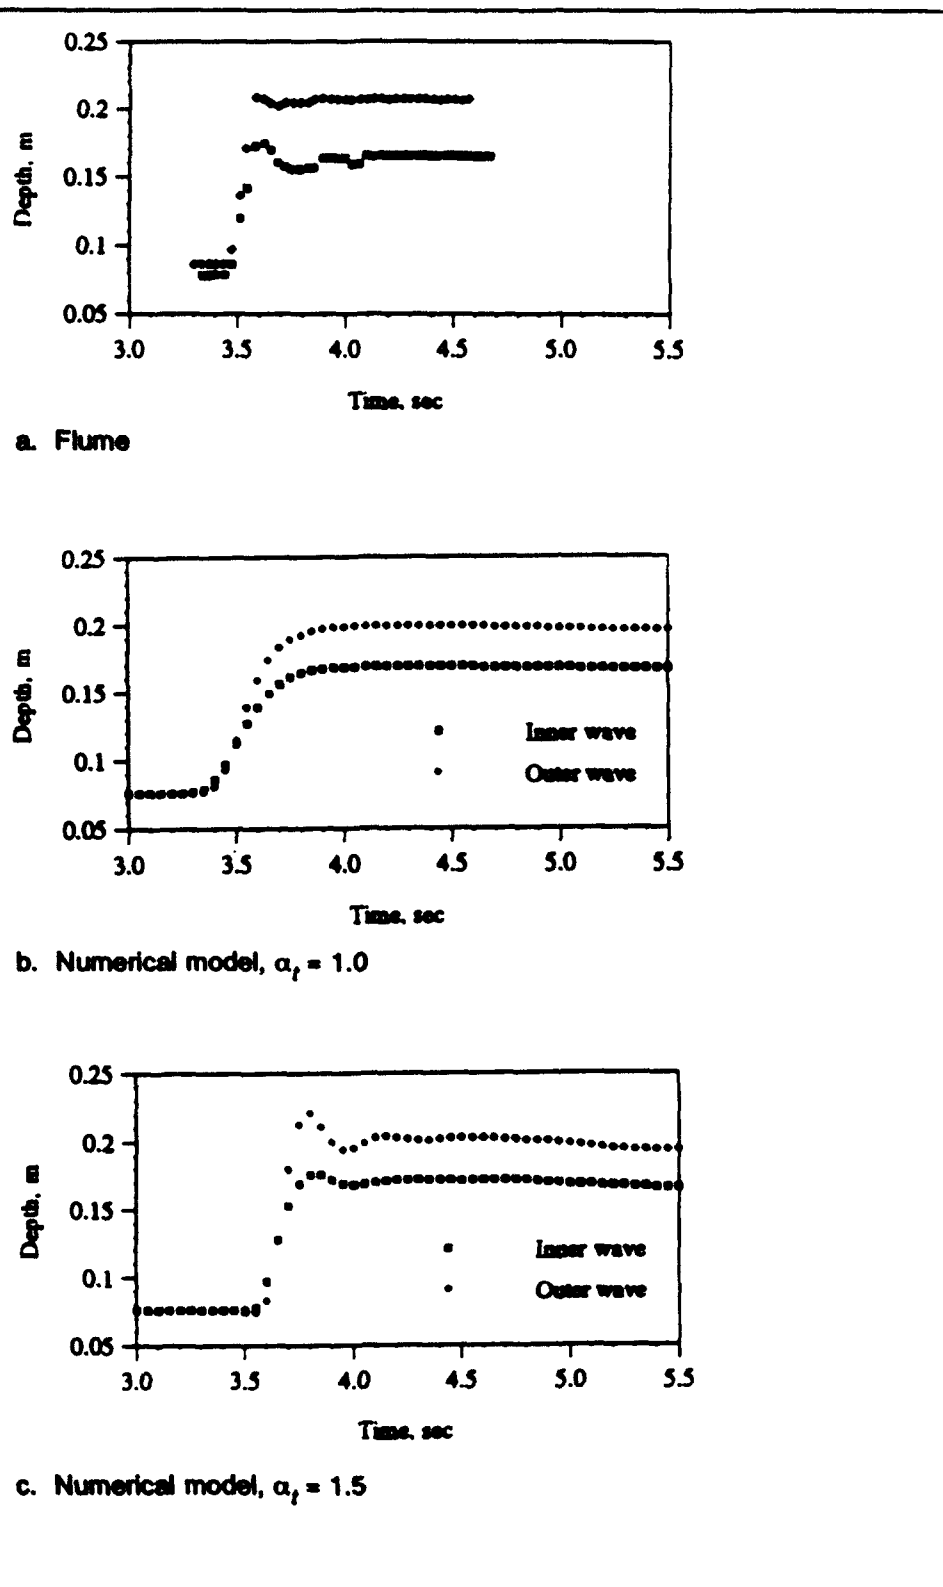 0.25
0.2
0.15
0.1
0.05
Depth, m
3.0 3.5 4.0 4.5 5.0 5.5
Time, sec
a. Flume
0.25
0.2
0.15
0.1
0.05
Depth, m
Inner wave
Outer wave
3.0 3.5 4.0 4.5 5.0 5.5
Time, sec
b. Numerical model, αt = 1.0
0.25
0.2
0.15
0.1
0.05
Depth, m
Inner wave
Outer wave
3.0 3.5 4.0 4.5 5.0 5.5
Time, sec
c. Numerical model, αt = 1.5